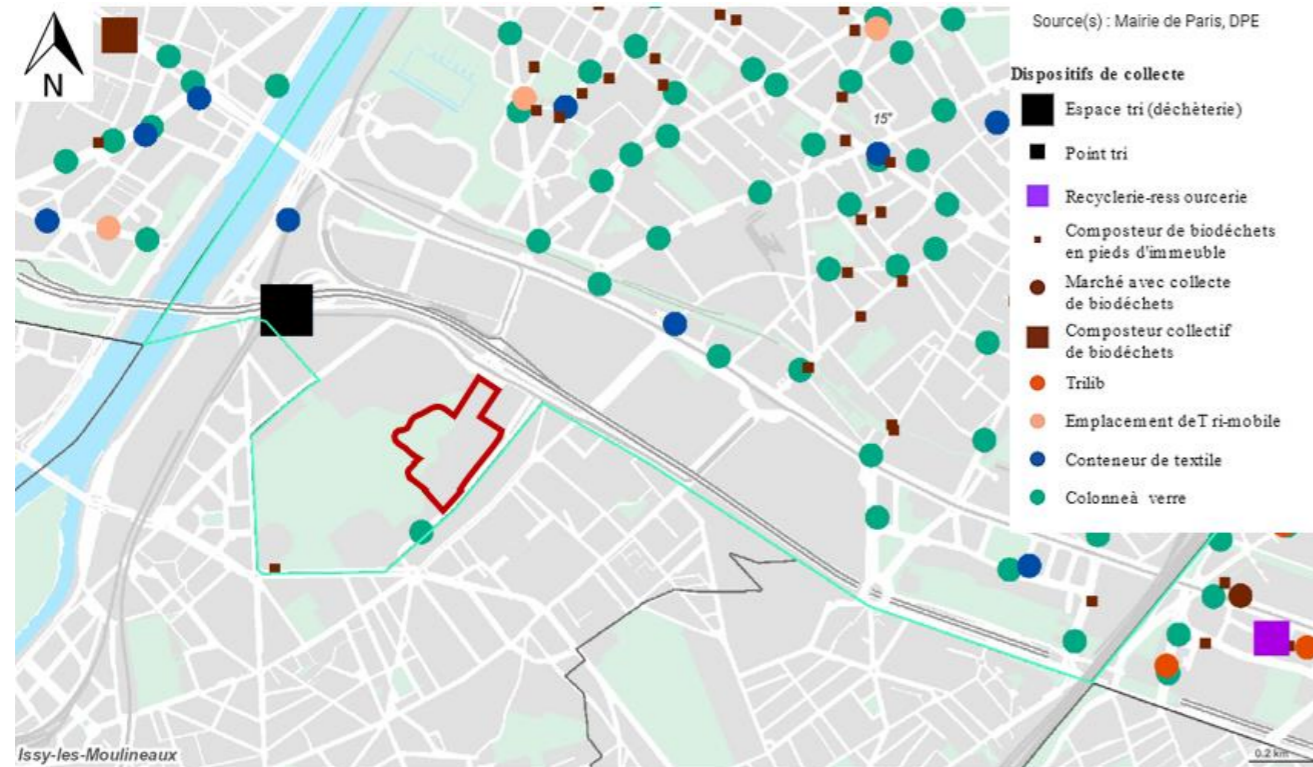 N
Source(s) : Mairie de Paris, DPE
Dispositifs de collecte
Espace tri (déchèterie)
Point tri
Recyclerie-ress ourcerie
Composteur de biodéchets
en pieds d'immeuble
Marché avec collecte
de biodéchets
Composteur collectif
de biodéchets
Trilib
Emplacement deT ri-mobile
Conteneur de textile
Colonneà verre
15e
Issy-les-Moulineaux
0.2 km